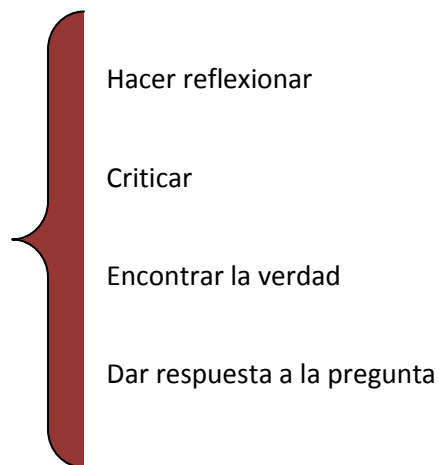 Hacer reflexionar
Criticar
Encontrar la verdad
Dar respuesta a la pregunta